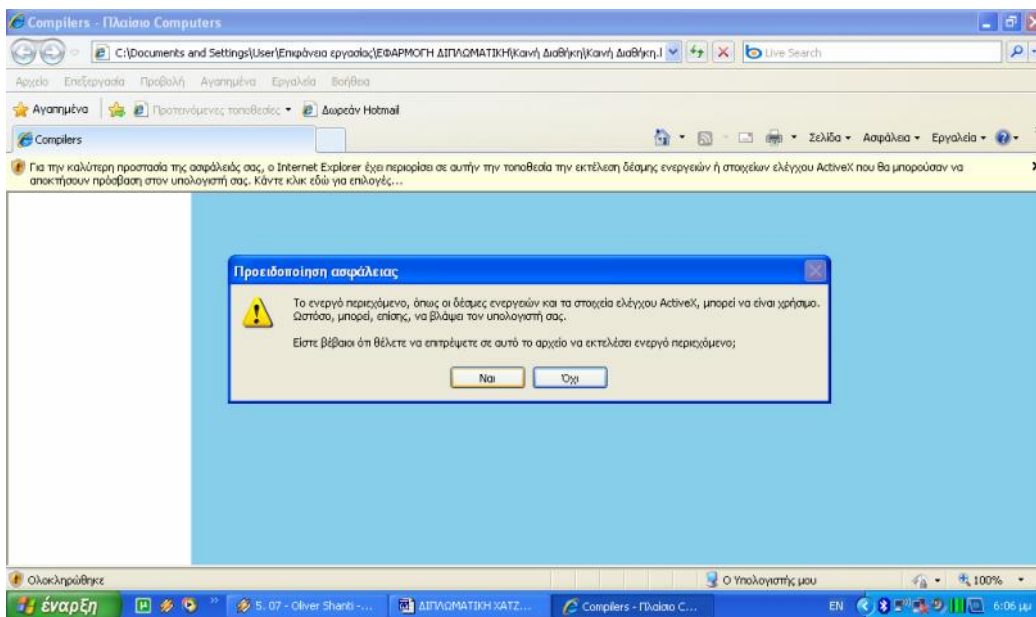 Compilers - Πλαίσιο Computers
C:\Documents and Settings\User\Επιφάνεια εργασίας\ΕΦΑΡΜΟΓΗ ΔΙΠΛΩΜΑΤΙΚΗ\Καινή Διαθήκη\Καινή Διαθήκη.l
Live Search
Αρχείο Επεξεργασία Προβολή Αγαπημένα Εργαλεία Βοήθεια
Αγαπημένα Προτεινόμενες τοποθεσίες Δωρεάν Hotmail
Compilers
Σελίδα Ασφάλεια Εργαλεία
Για την καλύτερη προστασία της ασφάλειάς σας, ο Internet Explorer έχει περιορίσει σε αυτήν την τοποθεσία την εκτέλεση δέσμης ενεργειών ή στοιχείων ελέγχου ActiveX που θα μπορούσαν να
αποκτήσουν πρόσβαση στον υπολογιστή σας. Κάντε κλικ εδώ για επιλογές…
Προειδοποίηση ασφάλειας
Το ενεργό περιεχόμενο, όπως οι δέσμες ενεργειών και τα στοιχεία ελέγχου ActiveX, μπορεί να είναι χρήσιμο.
Ωστόσο, μπορεί, επίσης, να βλάψει τον υπολογιστή σας.
Είστε βέβαιοι ότι θέλετε να επιτρέψετε σε αυτό το αρχείο να εκτελέσει ενεργό περιεχόμενο;
Ναι Όχι
Ολοκληρώθηκε
Ο Υπολογιστής μου
100%
έναρξη
5. 07 - Oliver Shanti -...
ΔΙΠΛΩΜΑΤΙΚΗ ΧΑΤΖ...
Compilers - Πλαίσιο C...
EN
6:06 μμ